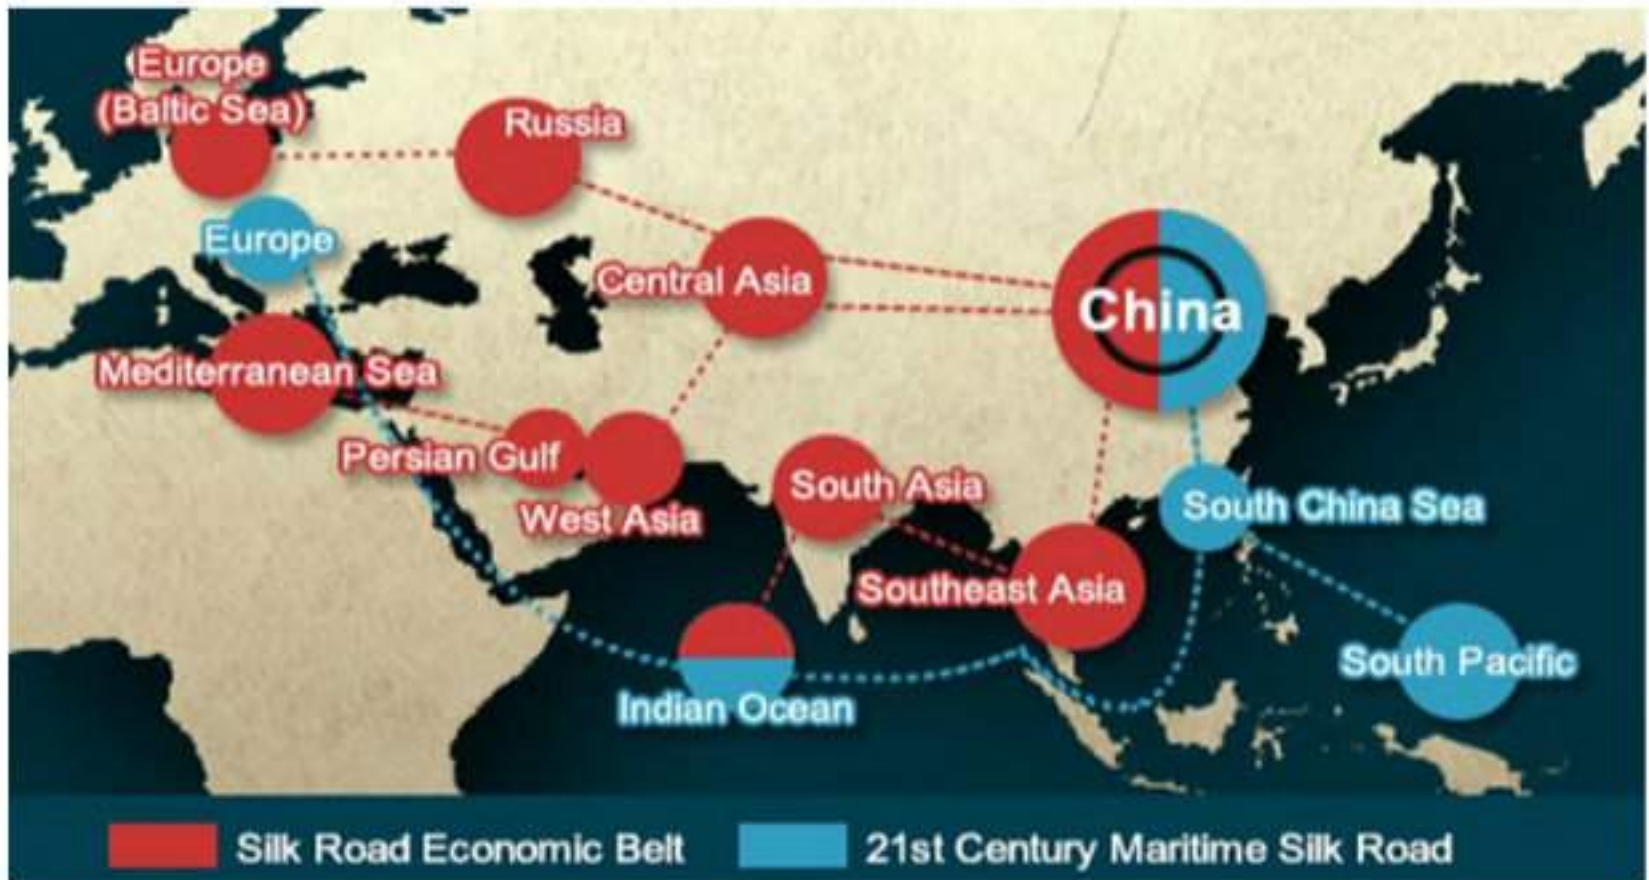 Europe
(Baltic Sea)
Russia
Europe
Central Asia
China
Mediterranean Sea
Persian Gulf
West Asia
South Asia
South China Sea
Southeast Asia
South Pacific
Indian Ocean
Silk Road Economic Belt
21st Century Maritime Silk Road